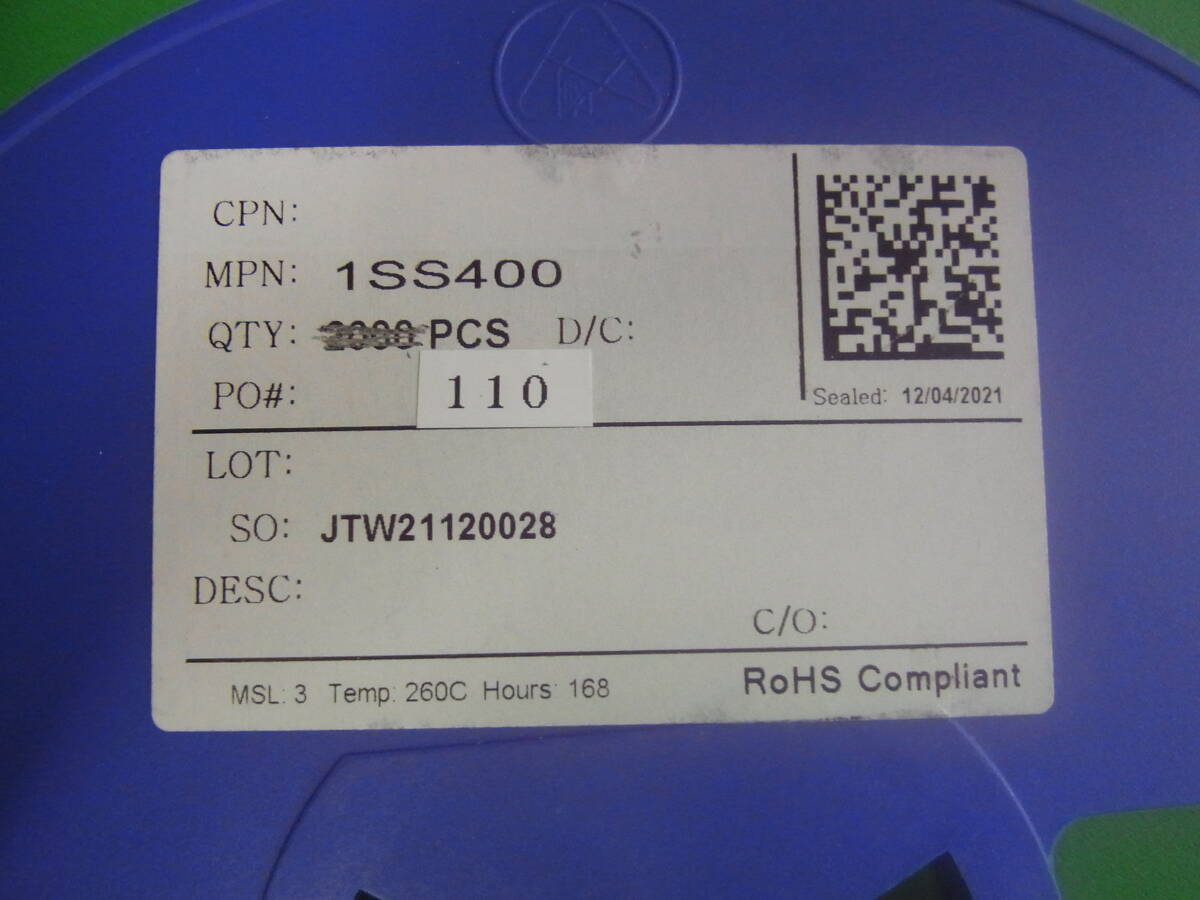 CPN:
MPN: 1SS400
QTY: 2000 PCS D/C:
PO#: 110
Sealed: 12/04/2021
LOT:
SO: JTW21120028
DESC:
C/O:
MSL: 3 Temp: 260C Hours: 168
RoHS Compliant